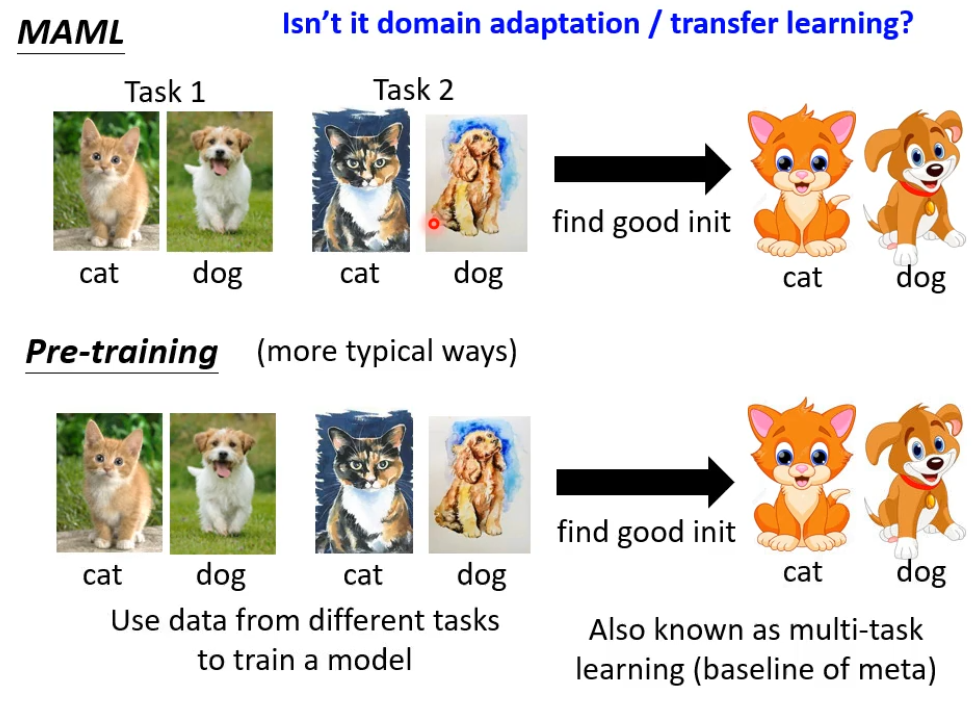 MAML
Isn't it domain adaptation / transfer learning?
Task 1
Task 2
find good init
cat
dog
cat
dog
cat
dog
Pre-training
(more typical ways)
find good init
cat
dog
cat
dog
cat
dog
Use data from different tasks
to train a model
Also known as multi-task
learning (baseline of meta)